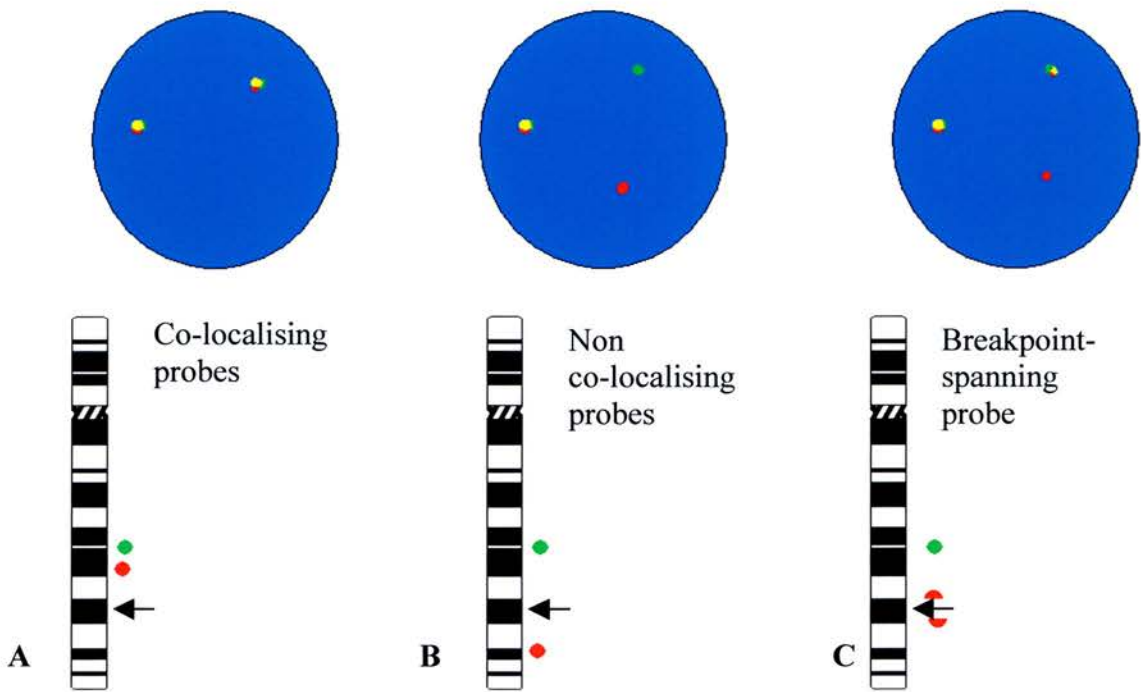 Co-localising
probes
Non
co-localising
probes
Breakpoint-
spanning
probe
A
B
C